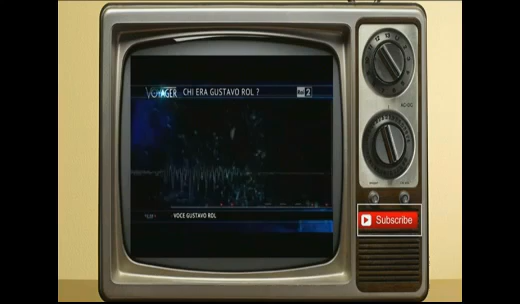 VOYAGER CHI ERA GUSTAVO ROL ?
Rai 2
VOCE GUSTAVO ROL
Subscribe